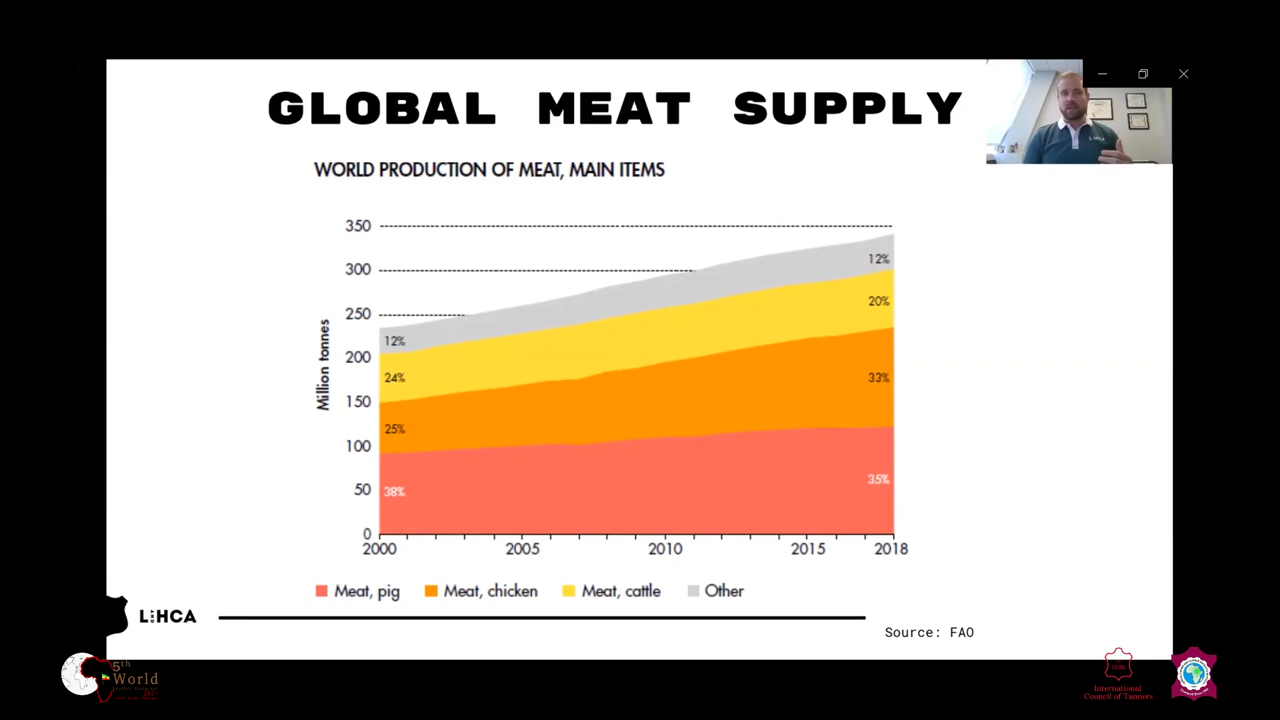 GLOBAL MEAT SUPPLY
WORLD PRODUCTION OF MEAT, MAIN ITEMS
Million tonnes
350
300
250
200
150
100
50
0
12%
24%
25%
38%
12%
20%
33%
35%
2000
2005
2010
2015
2018
Meat, pig
Meat, chicken
Meat, cattle
Other
L&HCA
Source: FAO
5th
World
International
Council of Tanners